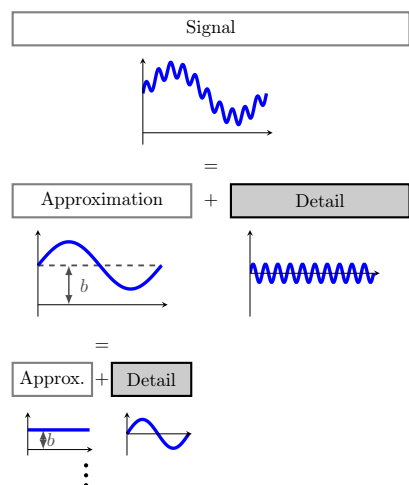 Signal
=
Approximation + Detail
b
=
Approx. + Detail
b